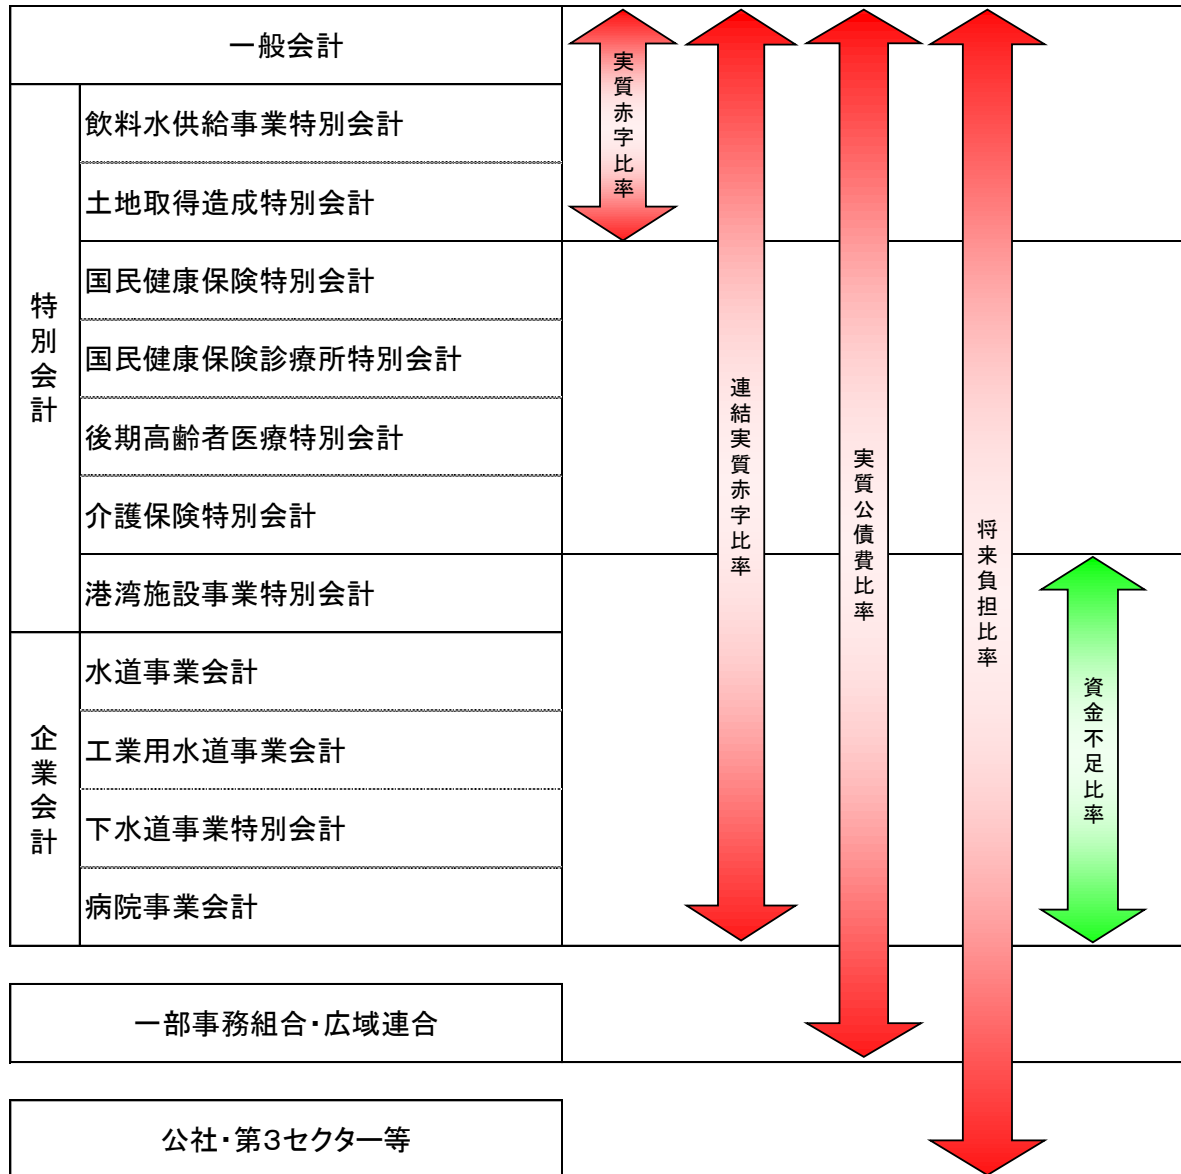 一般会計
特別会計
飲料水供給事業特別会計
土地取得造成特別会計
国民健康保険特別会計
国民健康保険診療所特別会計
後期高齢者医療特別会計
介護保険特別会計
港湾施設事業特別会計
企業会計
水道事業会計
工業用水道事業会計
下水道事業特別会計
病院事業会計
一部事務組合・広域連合
公社・第３セクター等
実質赤字比率
連結実質赤字比率
実質公債費比率
将来負担比率
資金不足比率